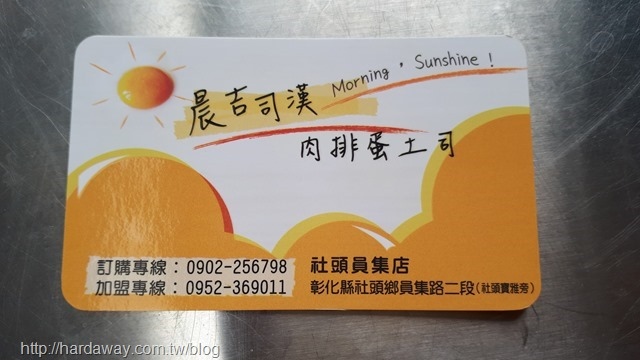 Morning, Sunshine!
晨吉司漢
肉排蛋土司
訂購專線：0902-256798
加盟專線：0952-369011
社頭員集店
彰化縣社頭鄉員集路二段(社頭寶雅旁)
http://hardaway.com.tw/blog